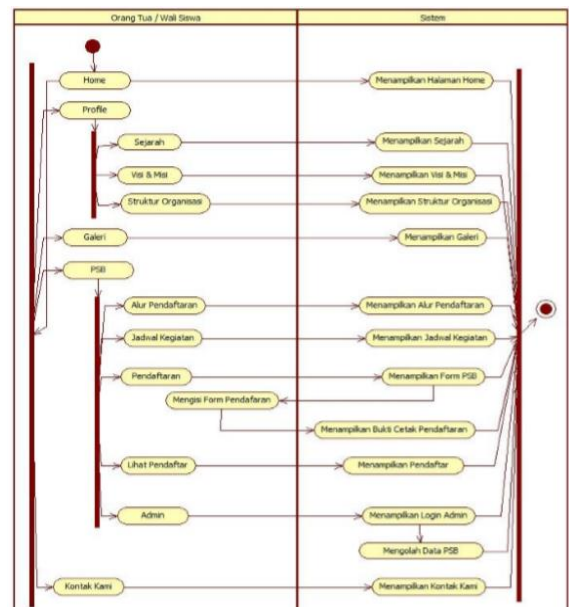 Orang Tua / Wali Siswa
Sistem
Home
Menampilkan Halaman Home
Profile
Sejarah
Menampilkan Sejarah
Visi & Misi
Menampilkan Visi & Misi
Struktur Organisasi
Menampilkan Struktur Organisasi
Galeri
Menampilkan Galeri
PSB
Alur Pendaftaran
Menampilkan Alur Pendaftaran
Jadwal Kegiatan
Menampilkan Jadwal Kegiatan
Pendaftaran
Menampilkan Form PSB
Mengisi Form Pendafaran
Menampilkan Bukti Cetak Pendaftaran
Lihat Pendaftar
Menampilkan Pendaftar
Admin
Menampilkan Login Admin
Mengolah Data PSB
Kontak Kami
Menampilkan Kontak Kami